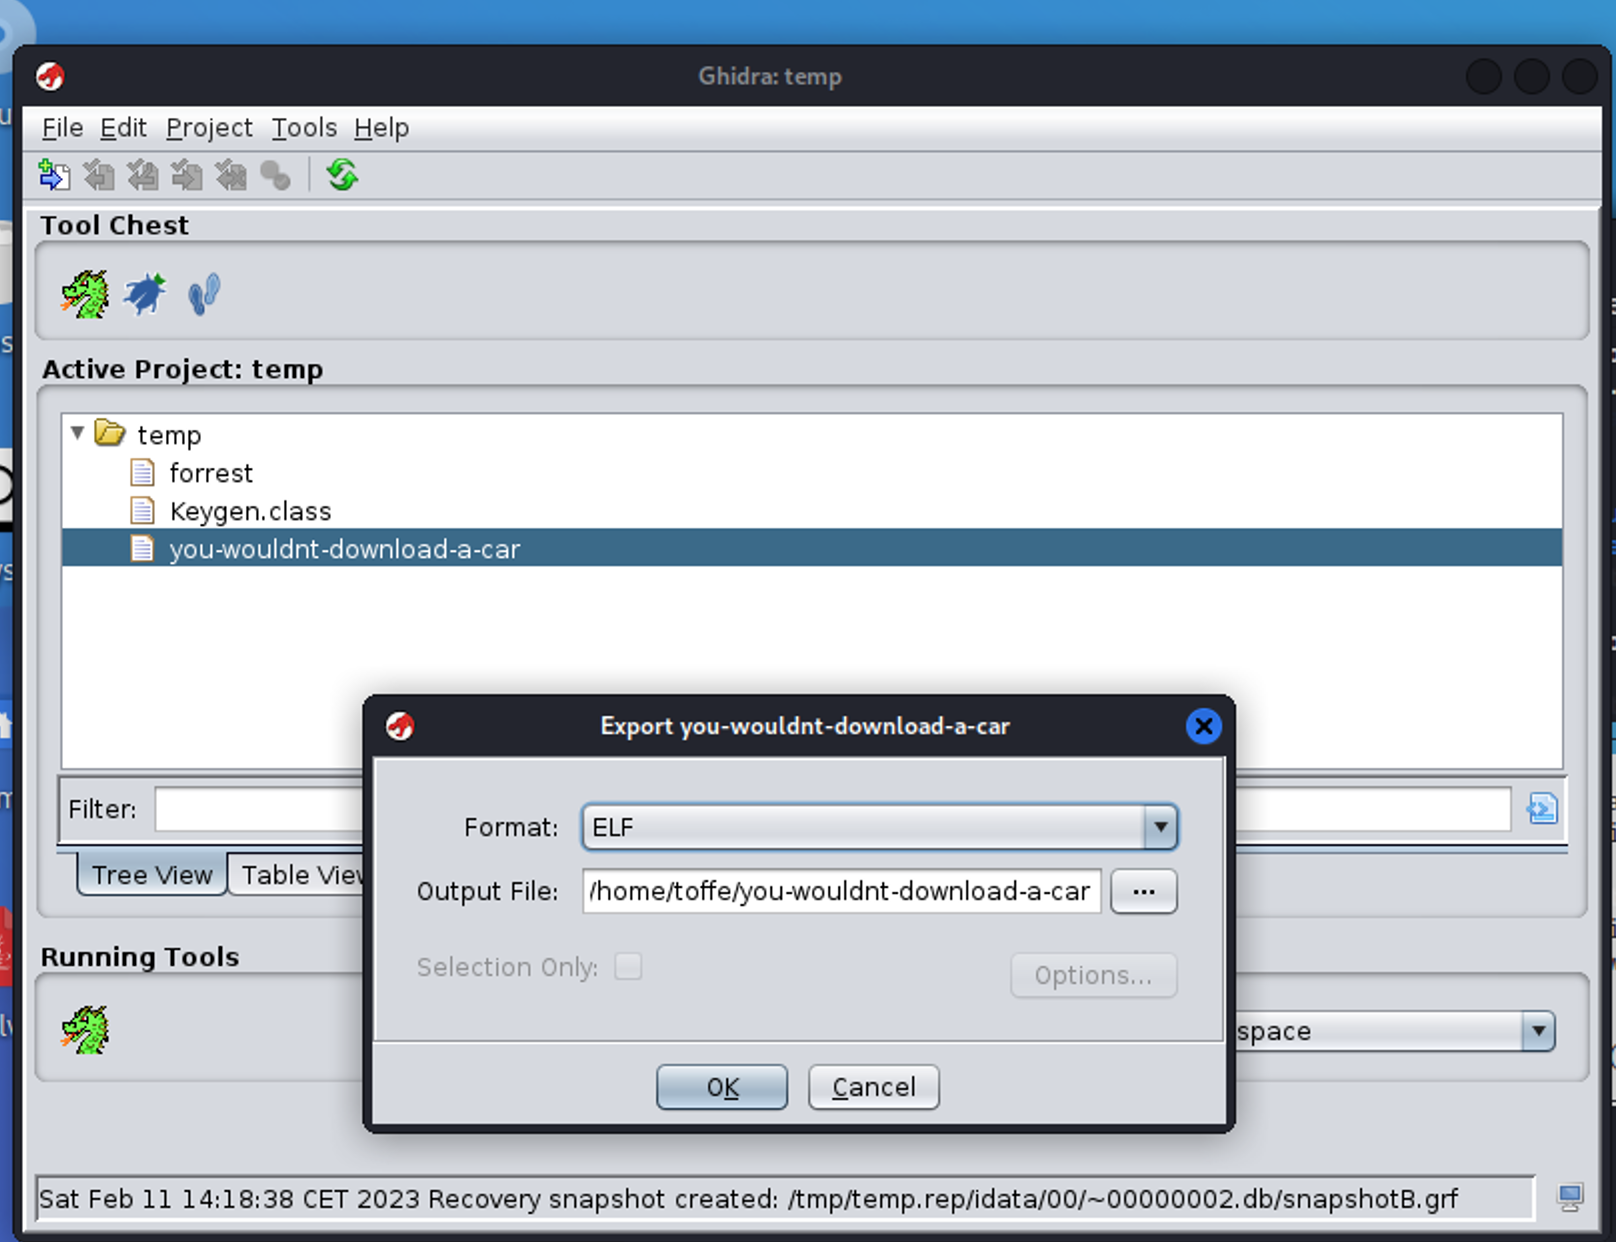 Ghidra: temp
File Edit Project Tools Help
Tool Chest
Active Project: temp
temp
forrest
Keygen.class
you-wouldnt-download-a-car
Export you-wouldnt-download-a-car
Format: ELF
Output File: /home/toffe/you-wouldnt-download-a-car ...
Selection Only: Options...
OK Cancel
Filter:
Tree View Table View
Running Tools
space
Sat Feb 11 14:18:38 CET 2023 Recovery snapshot created: /tmp/temp.rep/idata/00/~00000002.db/snapshotB.grf